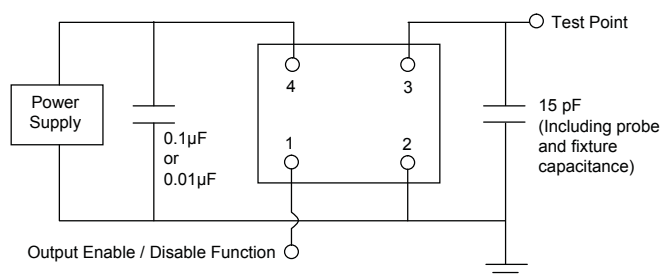 Test Point
4
3
Power
Supply
15 pF
(Including probe
and fixture
capacitance)
0.1µF
or
0.01µF
1
2
Output Enable / Disable Function